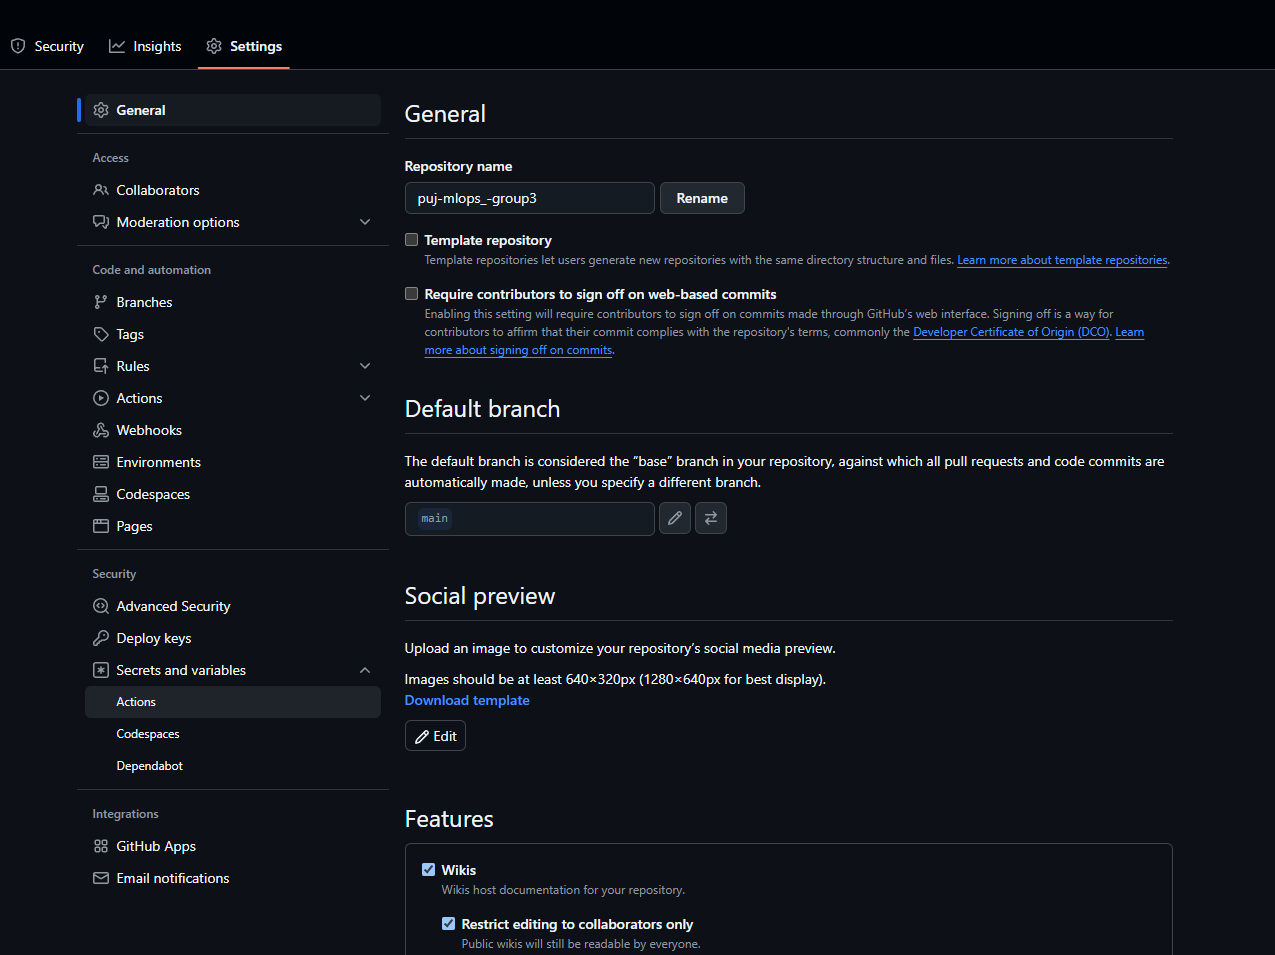 Security
Insights
Settings
General
Access
Collaborators
Moderation options
Code and automation
Branches
Tags
Rules
Actions
Webhooks
Environments
Codespaces
Pages
Security
Advanced Security
Deploy keys
Secrets and variables
Actions
Codespaces
Dependabot
Integrations
GitHub Apps
Email notifications
General
Repository name
puj-mlops_-group3
Rename
Template repository
Template repositories let users generate new repositories with the same directory structure and files. Learn more about template repositories.
Require contributors to sign off on web-based commits
Enabling this setting will require contributors to sign off on commits made through GitHub's web interface. Signing off is a way for
contributors to affirm that their commit complies with the repository's terms, commonly the Developer Certificate of Origin (DCO). Learn
more about signing off on commits.
Default branch
The default branch is considered the “base” branch in your repository, against which all pull requests and code commits are
automatically made, unless you specify a different branch.
main
Social preview
Upload an image to customize your repository's social media preview.
Images should be at least 640×320px (1280×640px for best display).
Download template
Edit
Features
Wikis
Wikis host documentation for your repository.
Restrict editing to collaborators only
Public wikis will still be readable by everyone.